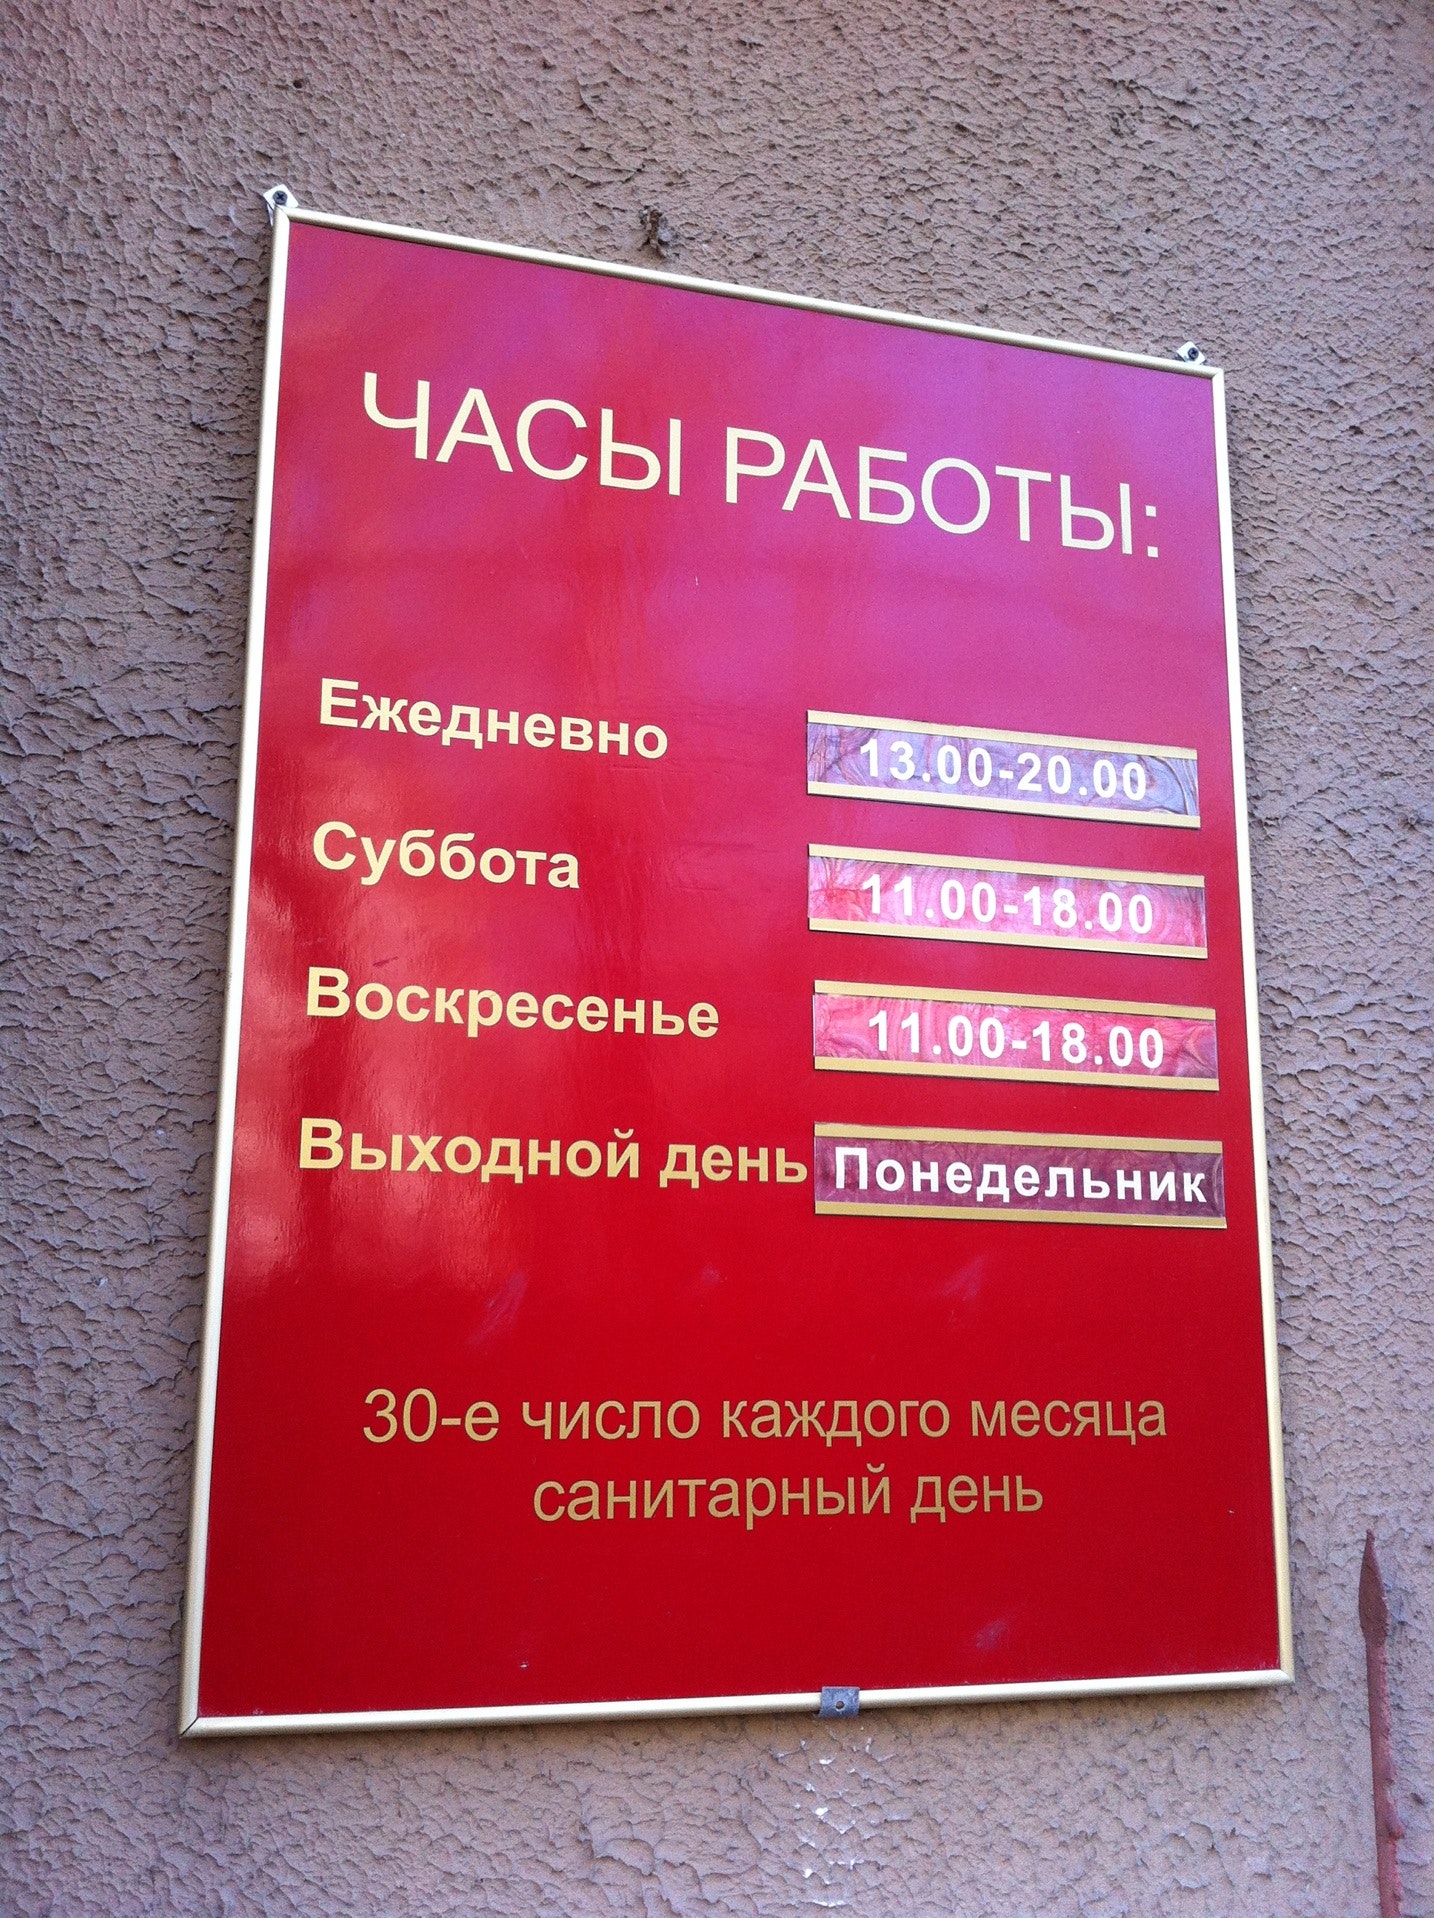 ЧАСЫ РАБОТЫ:
Ежедневно 13.00-20.00
Суббота 11.00-18.00
Воскресенье 11.00-18.00
Выходной день Понедельник
30-е число каждого месяца
санитарный день